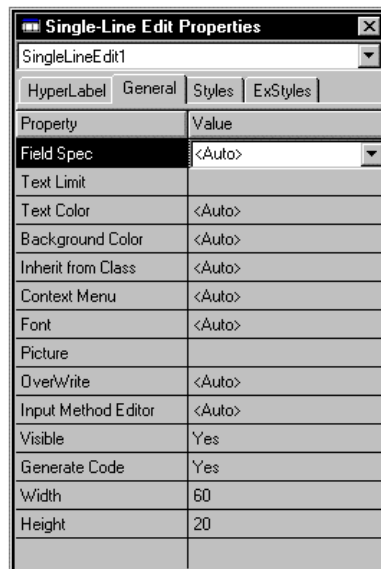 Single-Line Edit Properties
SingleLineEdit1
HyperLabel General Styles ExStyles
Property Value
Field Spec <Auto>
Text Limit
Text Color <Auto>
Background Color <Auto>
Inherit from Class <Auto>
Context Menu <Auto>
Font <Auto>
Picture
OverWrite <Auto>
Input Method Editor <Auto>
Visible Yes
Generate Code Yes
Width 60
Height 20